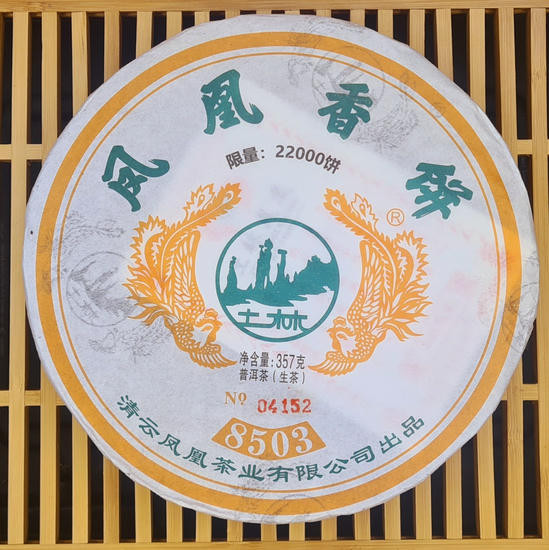 凤凰香饼
限量：22000饼
®
土林
净含量：357克
普洱茶（生茶）
Nº 04152
8503
清云凤凰茶业有限公司出品